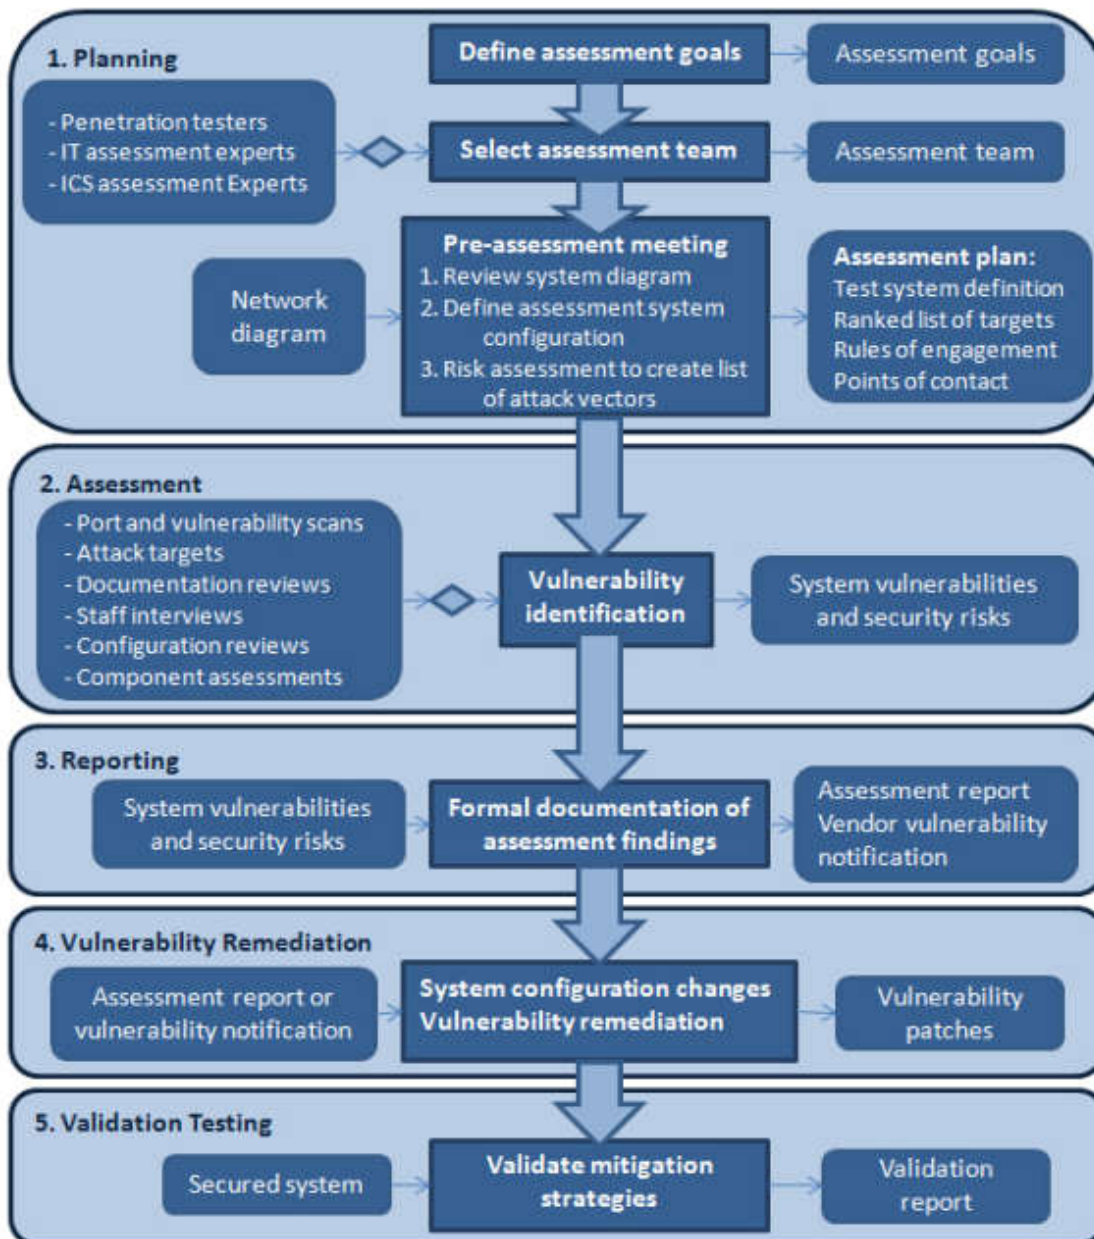 1. Planning
Define assessment goals
Assessment goals
- Penetration testers
- IT assessment experts
- ICS assessment Experts
Select assessment team
Assessment team
Network
diagram
Pre-assessment meeting
1. Review system diagram
2. Define assessment system
configuration
3. Risk assessment to create list
of attack vectors
Assessment plan:
Test system definition
Ranked list of targets
Rules of engagement
Points of contact
2. Assessment
- Port and vulnerability scans
- Attack targets
- Documentation reviews
- Staff interviews
- Configuration reviews
- Component assessments
Vulnerability
identification
System vulnerabilities
and security risks
3. Reporting
System vulnerabilities
and security risks
Formal documentation of
assessment findings
Assessment report
Vendor vulnerability
notification
4. Vulnerability Remediation
Assessment report or
vulnerability notification
System configuration changes
Vulnerability remediation
Vulnerability
patches
5. Validation Testing
Secured system
Validate mitigation
strategies
Validation
report